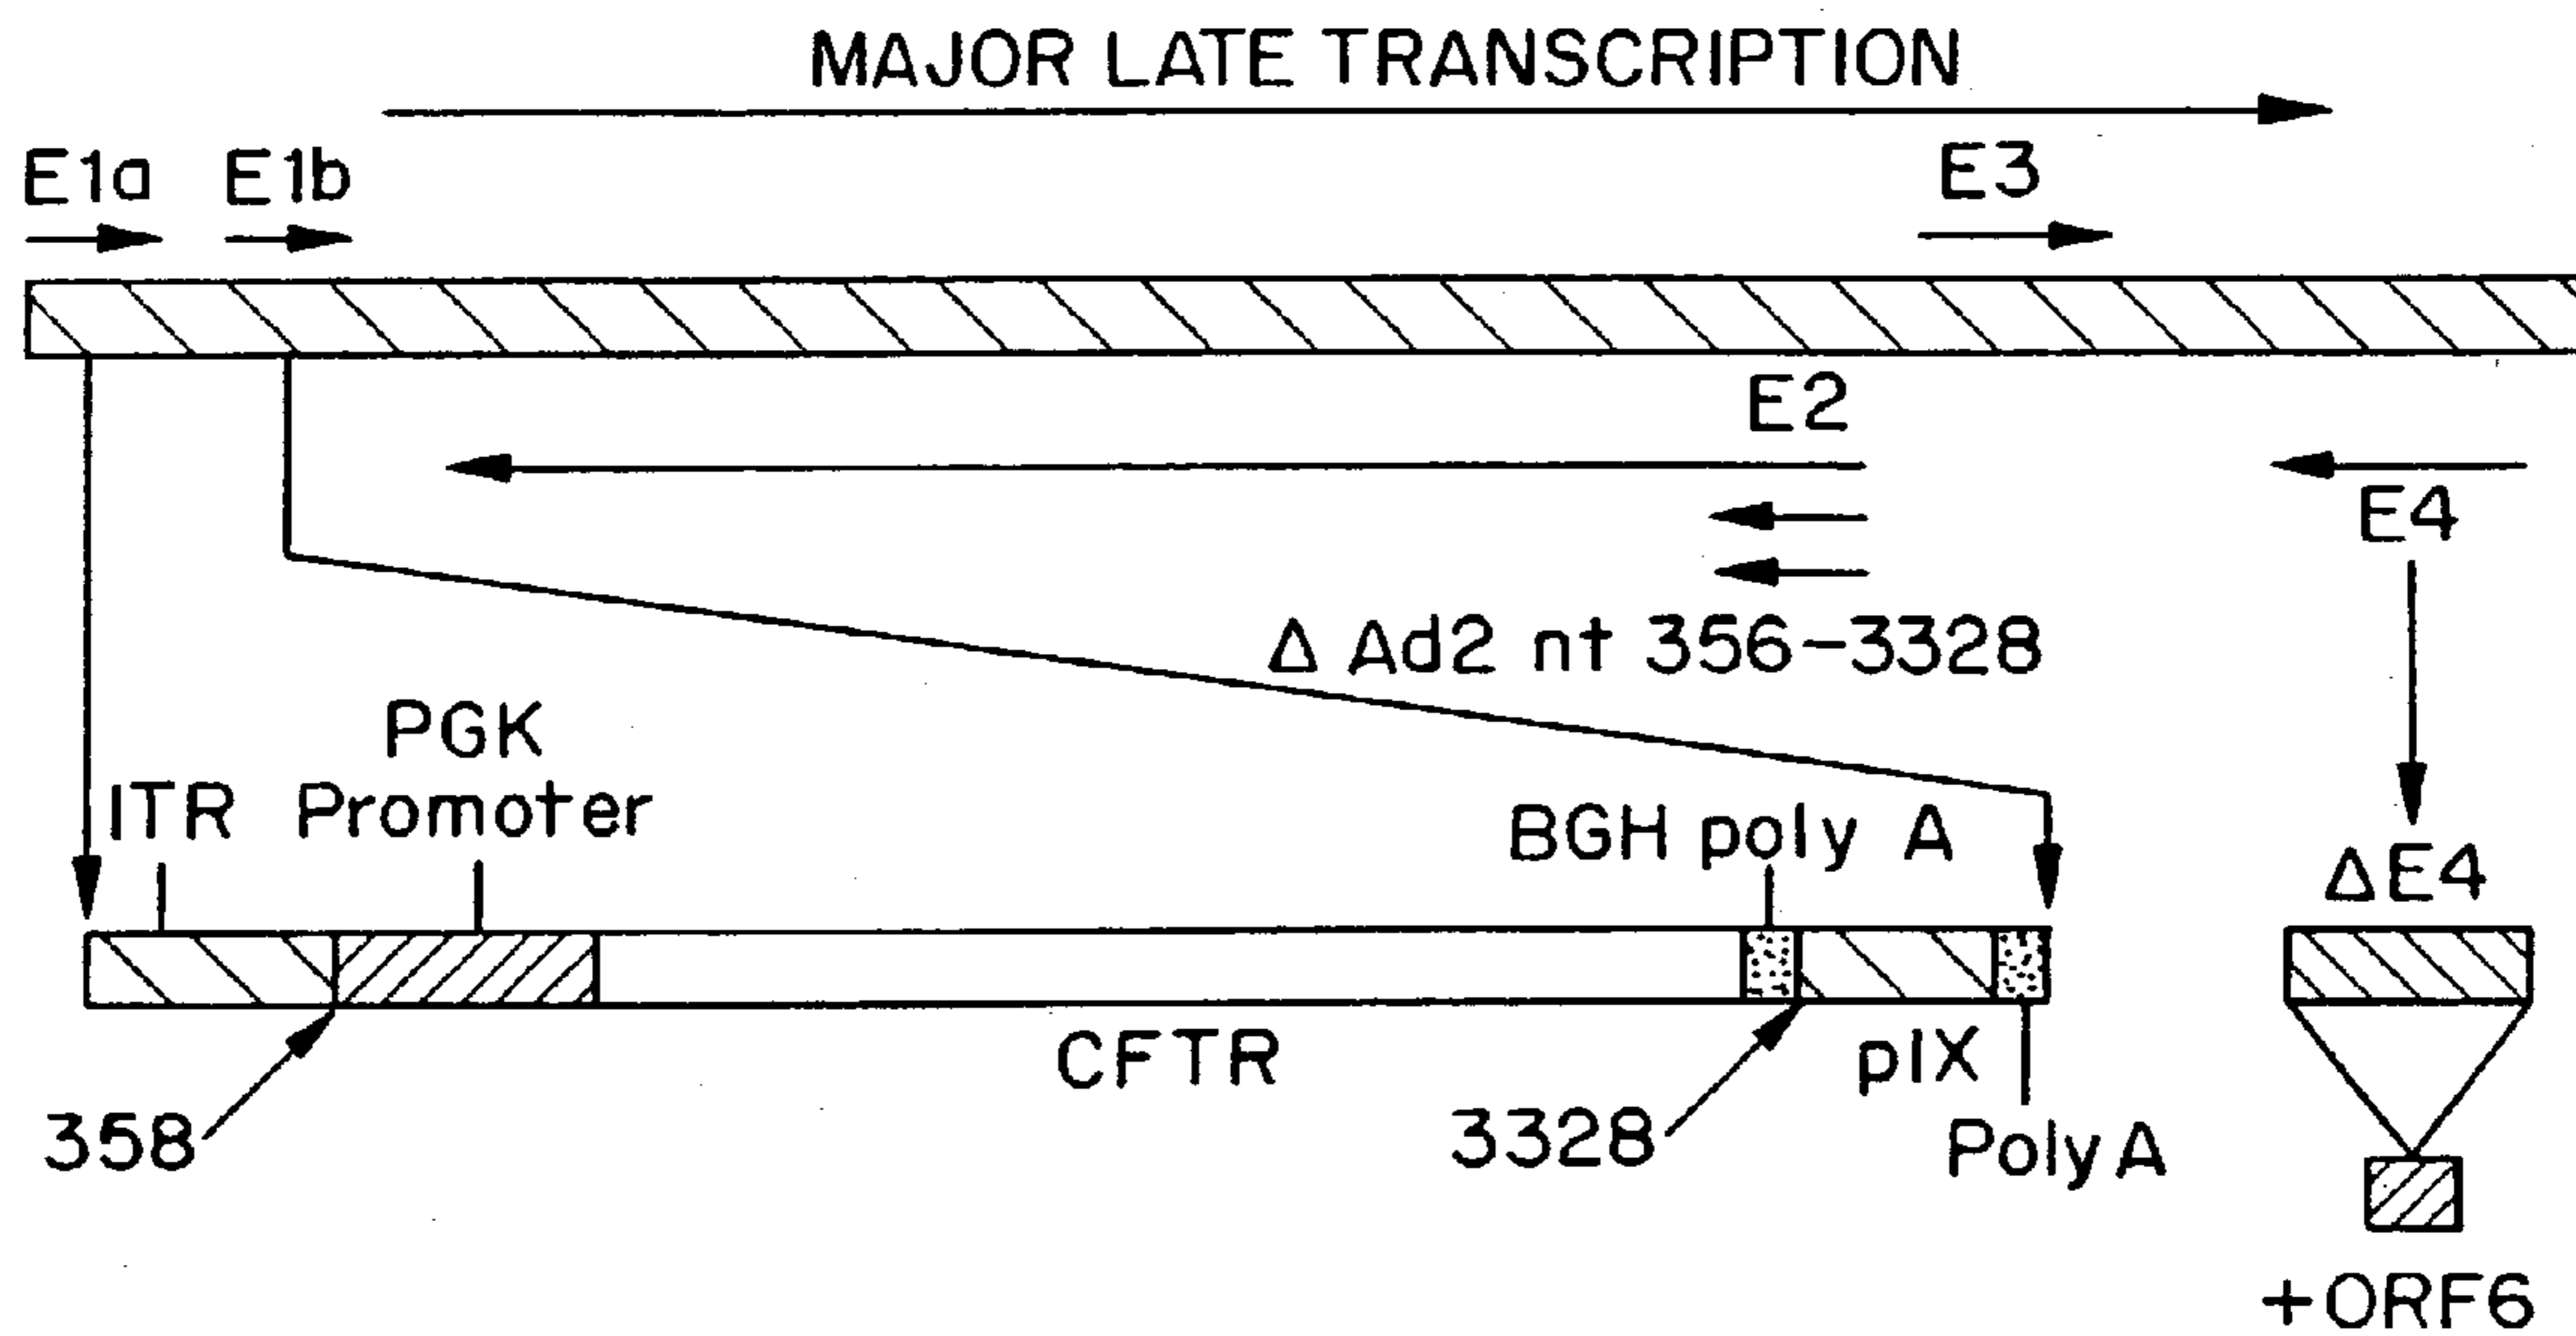 MAJOR LATE TRANSCRIPTION
E1a
E1b
E3
E2
E4
Δ Ad2 nt 356-3328
PGK
Promoter
ITR
BGH poly A
ΔE4
CFTR
pIX
358
3328
Poly A
+ORF6